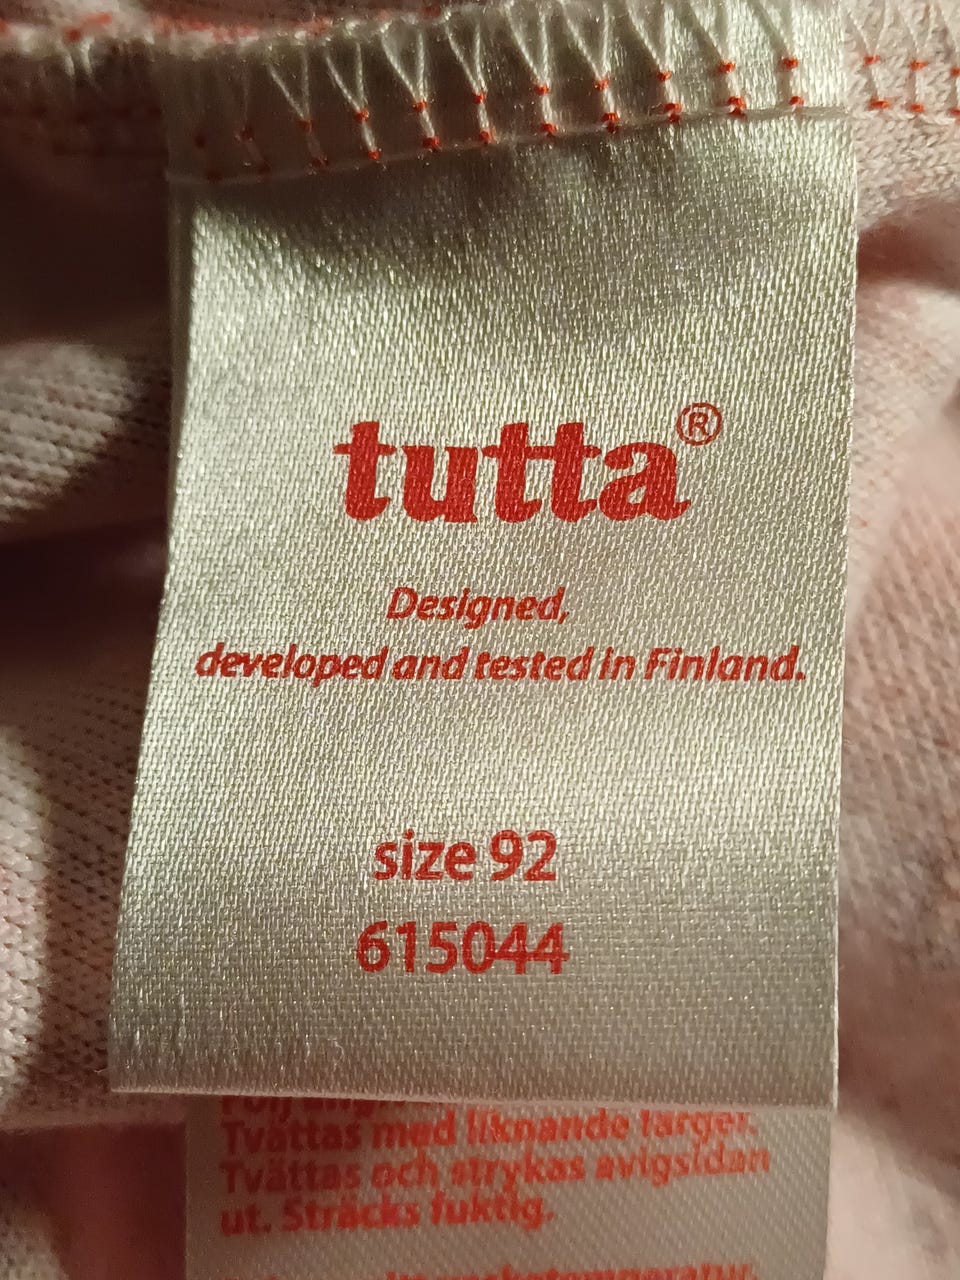 tutta®
Designed,
developed and tested in Finland.
size 92
615044
Följ
Tvättas med liknande färger.
Tvättas och strykas avigsidan
ut. Sträcks fuktig.